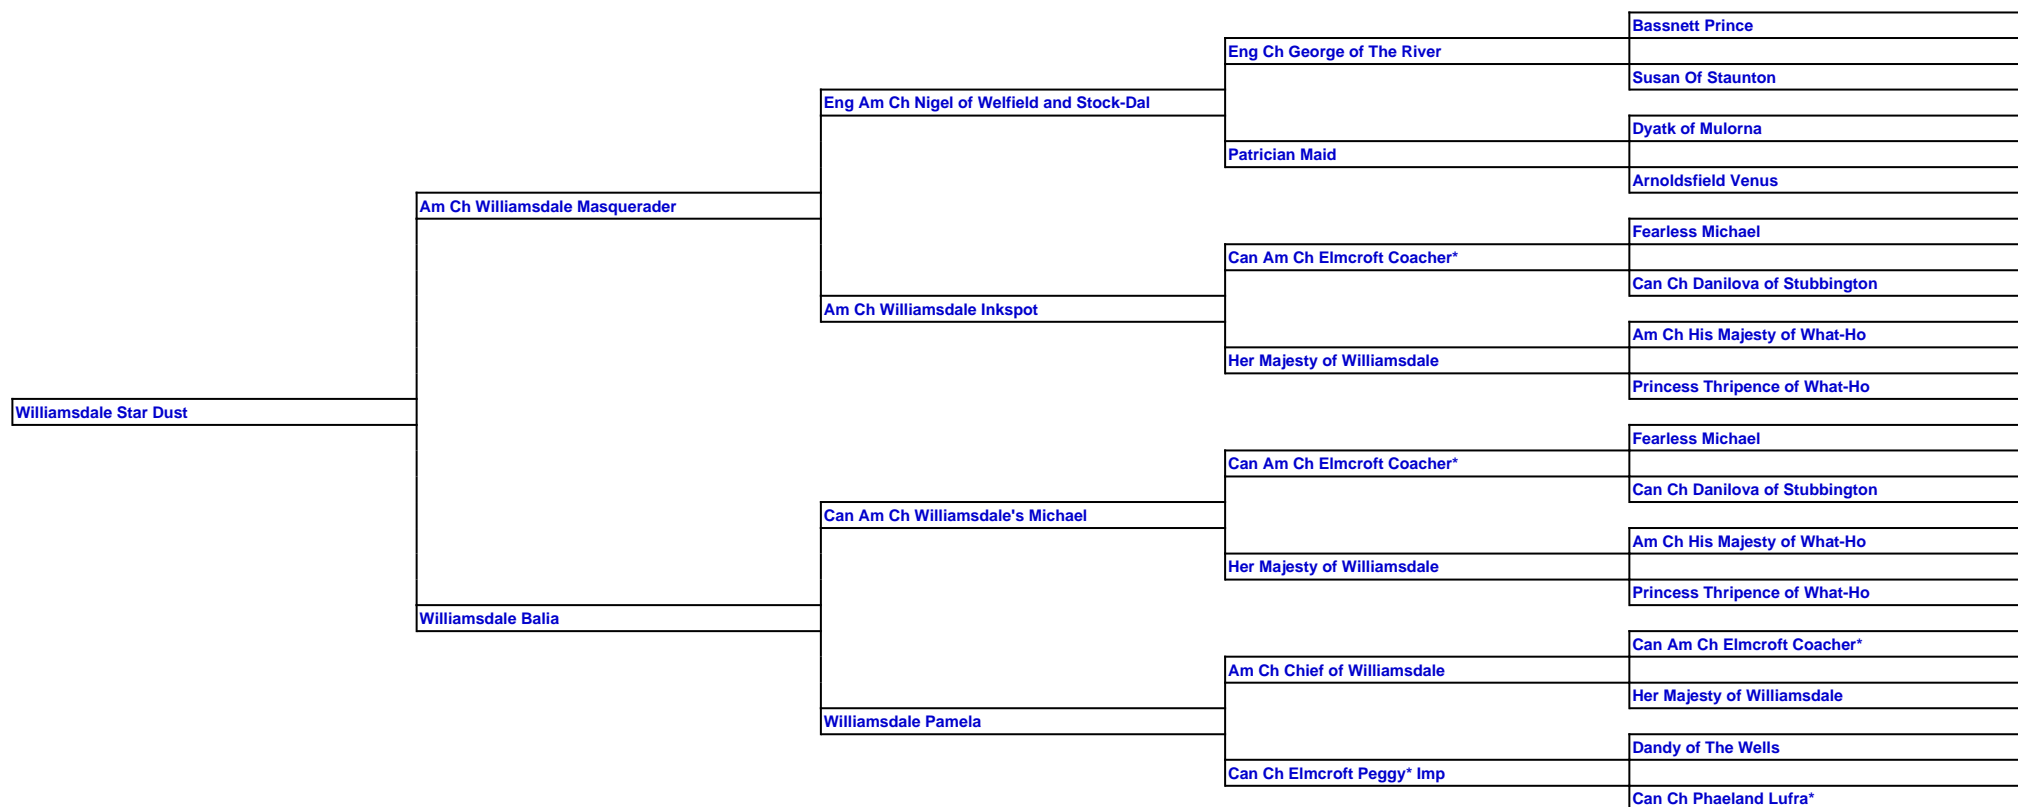 Bassnett Prince
Eng Ch George of The River
Susan Of Staunton
Eng Am Ch Nigel of Welfield and Stock-Dal
Dyatk of Mulorna
Patrician Maid
Arnoldsfield Venus
Am Ch Williamsdale Masquerader
Fearless Michael
Can Am Ch Elmcroft Coacher*
Can Ch Danilova of Stubbington
Am Ch Williamsdale Inkspot
Am Ch His Majesty of What-Ho
Her Majesty of Williamsdale
Princess Thripence of What-Ho
Williamsdale Star Dust
Fearless Michael
Can Am Ch Elmcroft Coacher*
Can Ch Danilova of Stubbington
Can Am Ch Williamsdale's Michael
Am Ch His Majesty of What-Ho
Her Majesty of Williamsdale
Princess Thripence of What-Ho
Williamsdale Balia
Can Am Ch Elmcroft Coacher*
Am Ch Chief of Williamsdale
Her Majesty of Williamsdale
Williamsdale Pamela
Dandy of The Wells
Can Ch Elmcroft Peggy* Imp
Can Ch Phaeland Lufra*